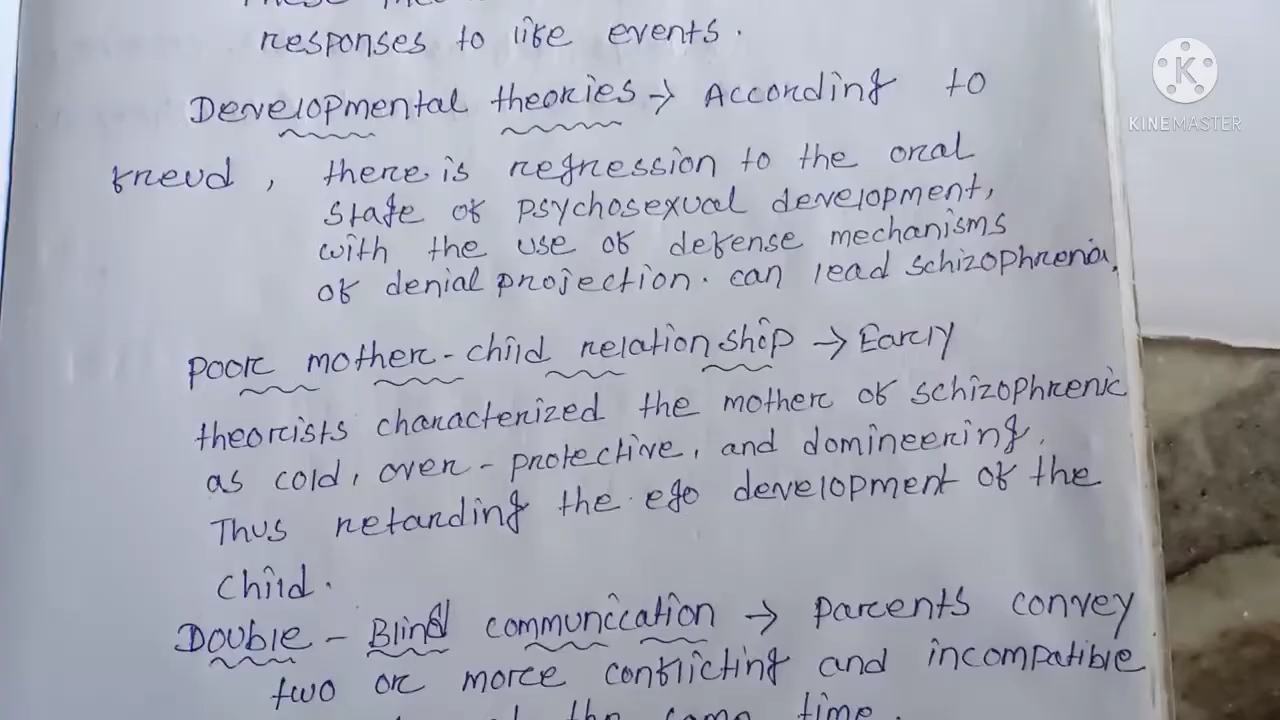 responses to life events.
KINEMASTER
Developmental theories → According to
freud, there is regression to the oral
stage of psychosexual development,
with the use of defense mechanisms
of denial projection. can lead schizophrenia,
poor mother-child relationship → Early
theorists characterized the mother of schizophrenic
as cold, over-protective, and domineering.
Thus retarding the ego development of the
child.
Double-Blind communication → parents convey
two or more conflicting and incompatible
time.